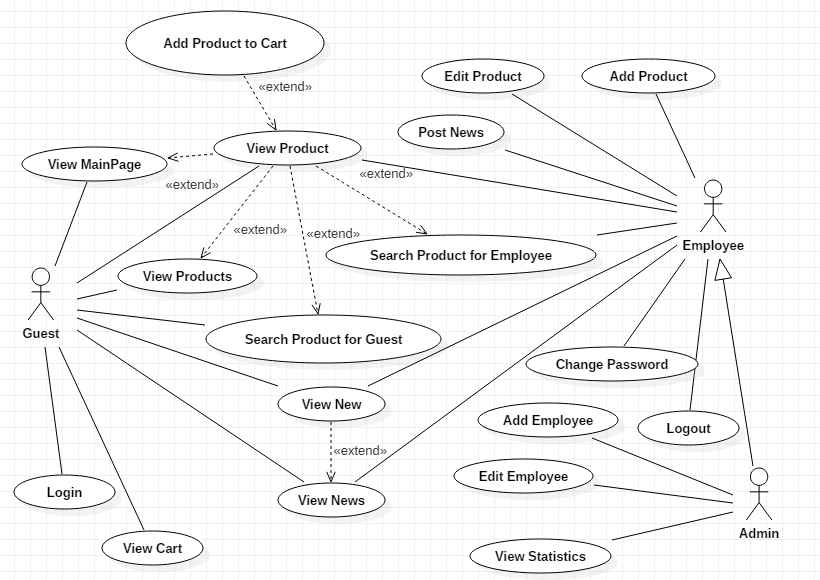 Add Product to Cart
«extend»
Edit Product
Add Product
Post News
View Product
View MainPage
«extend»
«extend»
«extend»
«extend»
Search Product for Employee
Employee
View Products
Guest
Search Product for Guest
Change Password
View New
Add Employee
Logout
«extend»
Edit Employee
Login
View News
Admin
View Cart
View Statistics